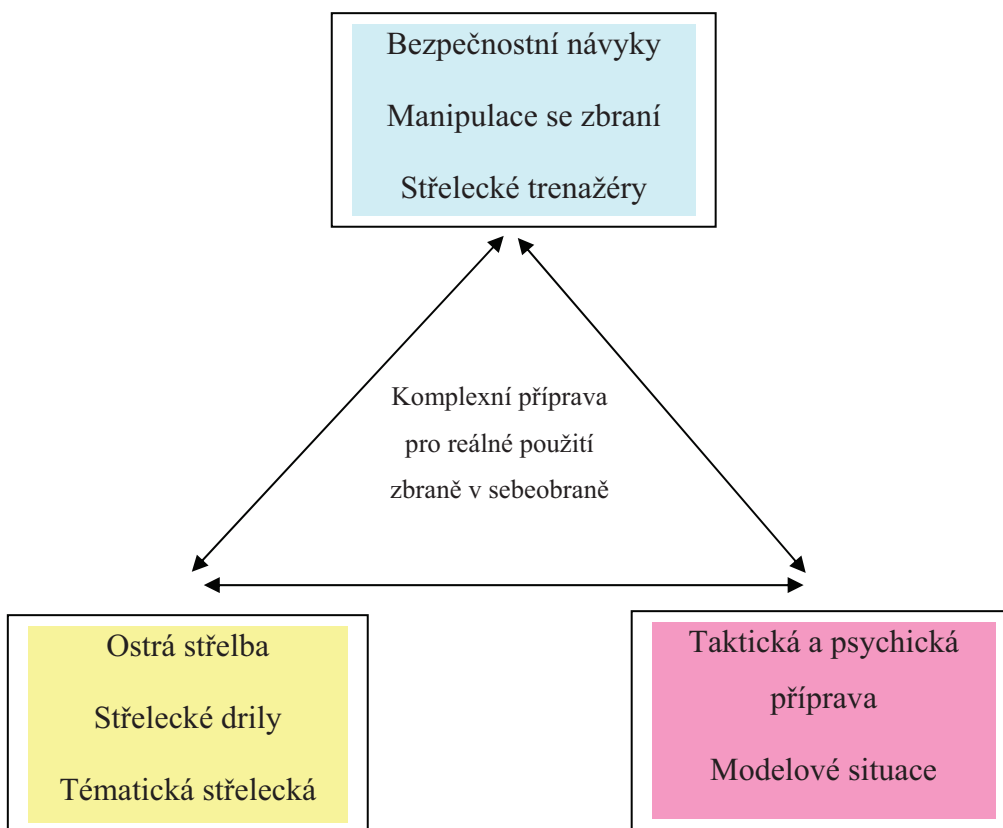 Bezpečnostní návyky
Manipulace se zbraní
Střelecké trenažéry
Komplexní příprava
pro reálné použití
zbraně v sebeobraně
Ostrá střelba
Střelecké drily
Tématická střelecká
Taktická a psychická
příprava
Modelové situace